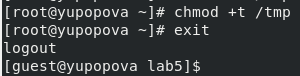 [root@yupopova ~]# chmod +t /tmp
[root@yupopova ~]# exit
logout
[guest@yupopova lab5]$